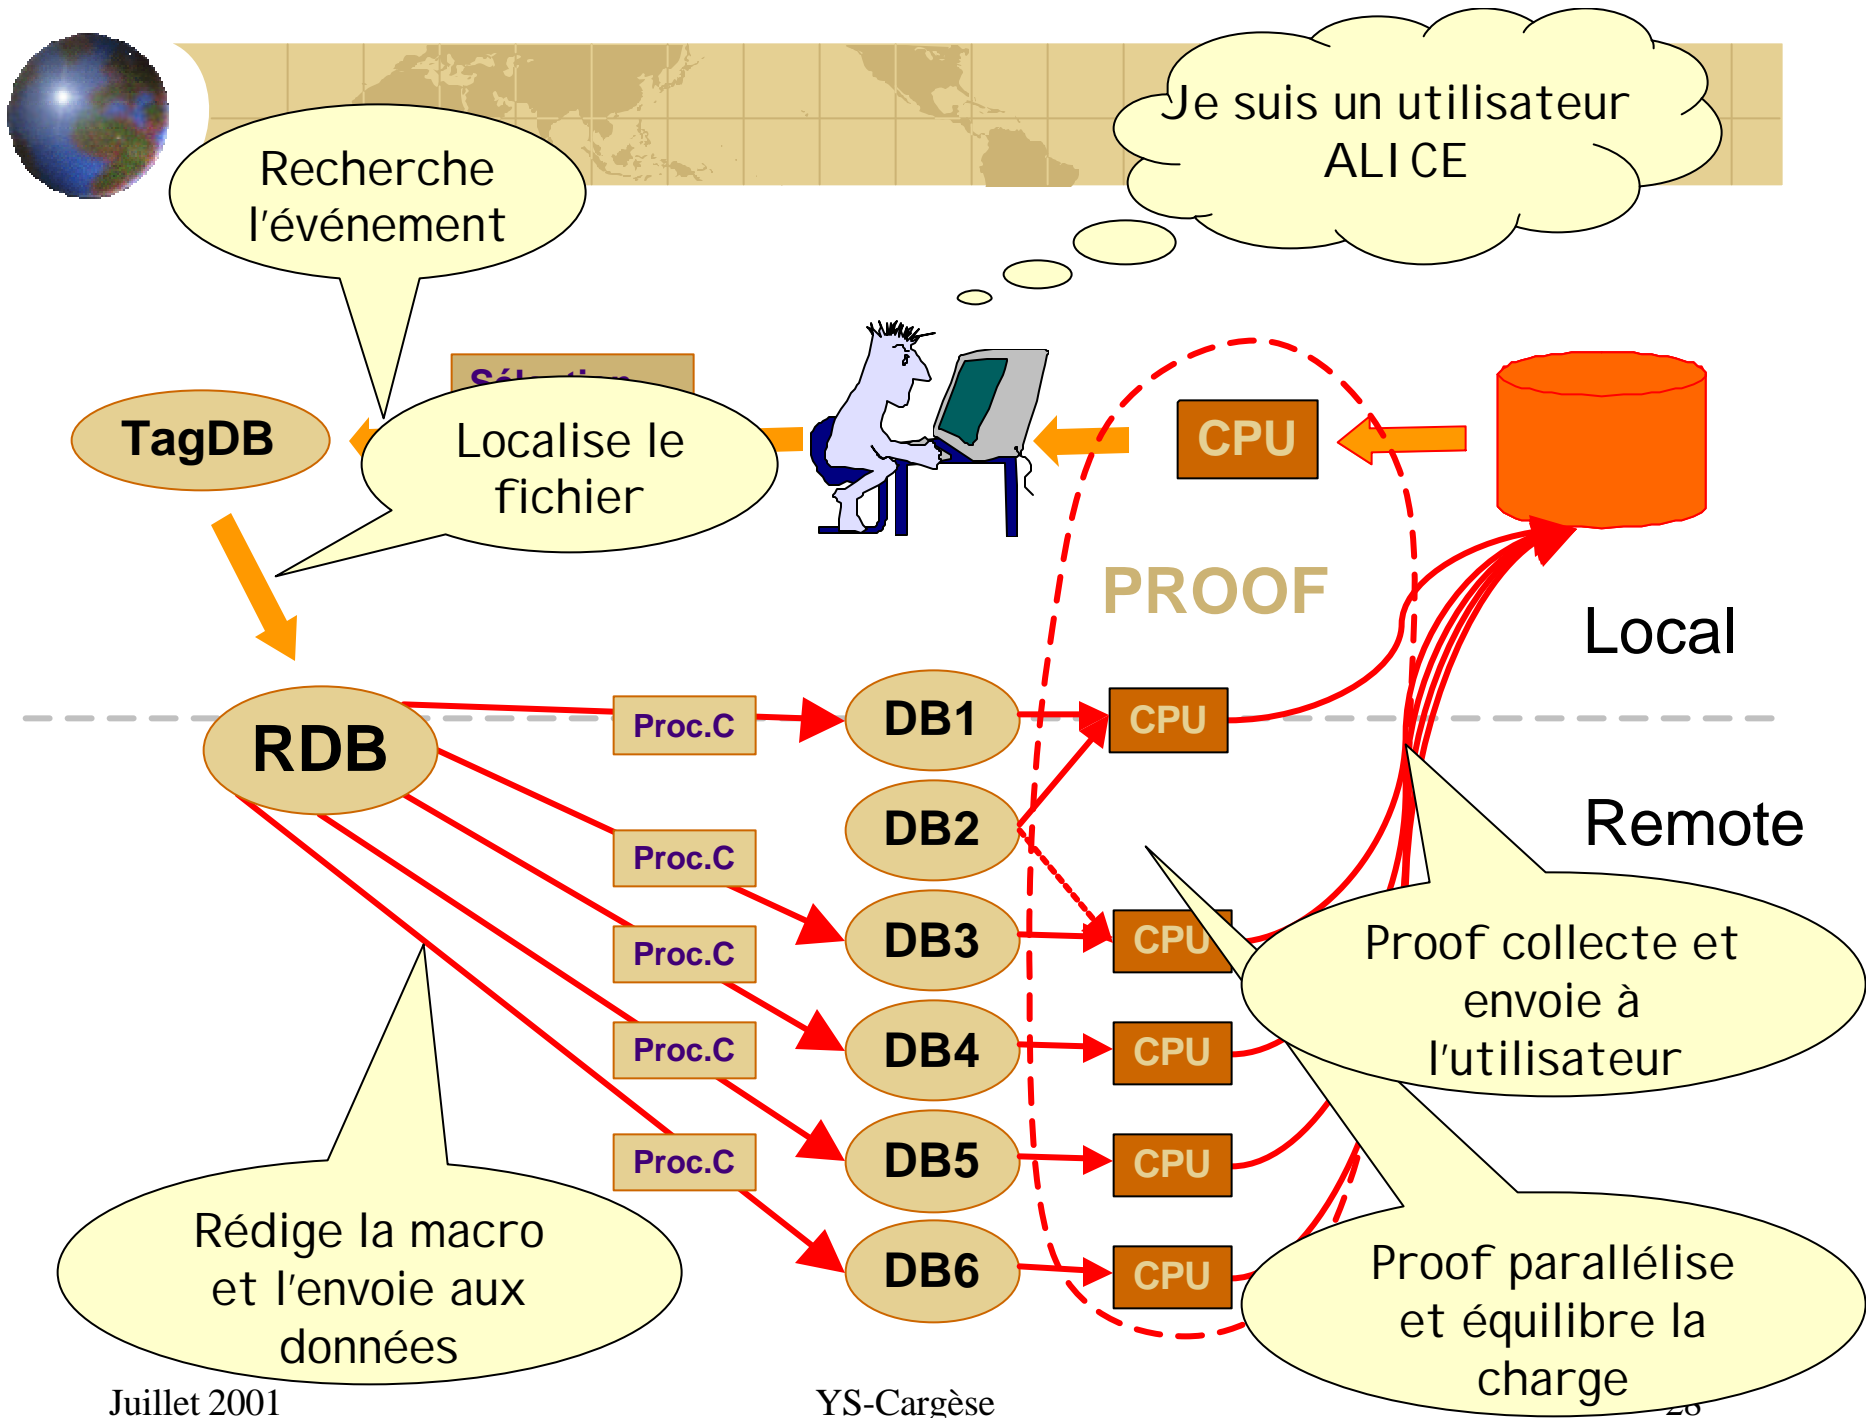 Je suis un utilisateur
ALICE
Recherche
l'événement
Sélection
TagDB
Localise le
fichier
CPU
PROOF
Local
RDB
Proc.C
DB1
CPU
DB2
Remote
Proc.C
DB3
CPU
Proc.C
Proof collecte et
envoie à
l'utilisateur
DB4
CPU
Proc.C
DB5
CPU
Proc.C
Rédige la macro
et l'envoie aux
données
DB6
CPU
Proof parallélise
et équilibre la
charge
Juillet 2001
YS-Cargèse
28